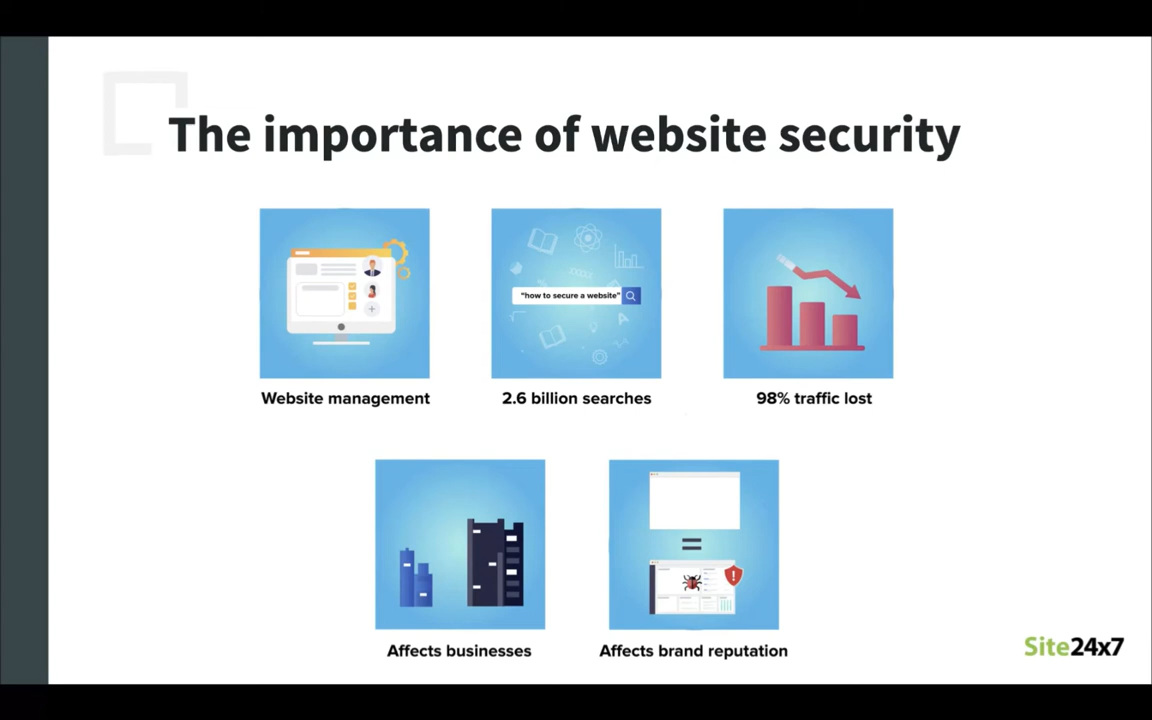 The importance of website security
"how to secure a website"
Website management
2.6 billion searches
98% traffic lost
Affects businesses
Affects brand reputation
Site24x7